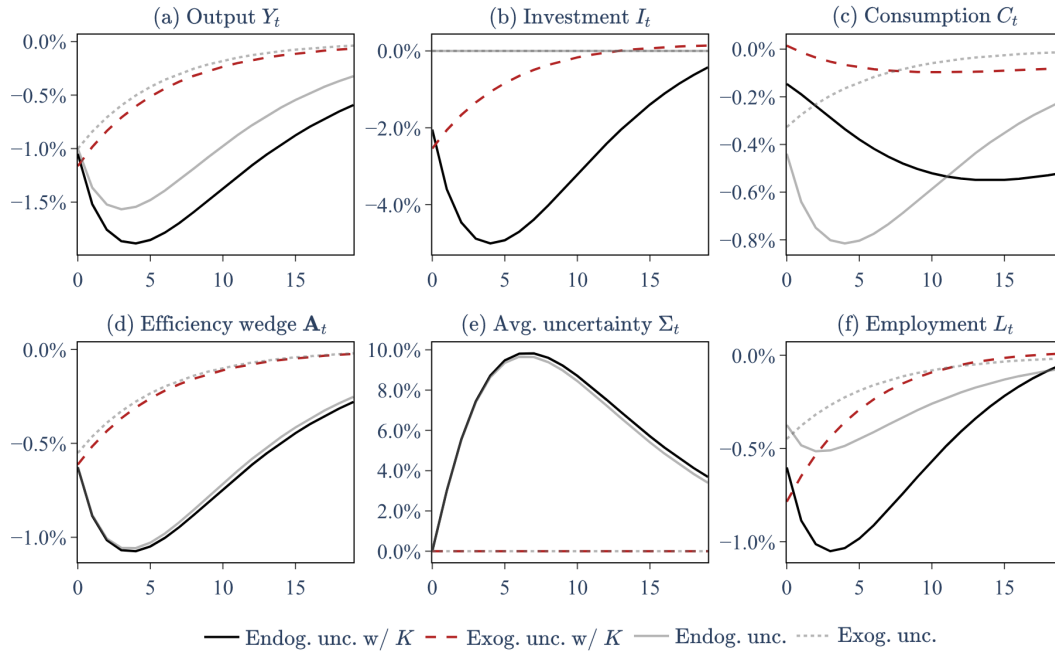 (a) Output Y_t
(b) Investment I_t
(c) Consumption C_t
0.0%
−0.5%
−1.0%
−1.5%
0 5 10 15
0.0%
−2.0%
−4.0%
0 5 10 15
0.0%
−0.2%
−0.4%
−0.6%
−0.8%
0 5 10 15
(d) Efficiency wedge A_t
(e) Avg. uncertainty Σ_t
(f) Employment L_t
0.0%
−0.5%
−1.0%
0 5 10 15
10.0%
8.0%
6.0%
4.0%
2.0%
0.0%
0 5 10 15
0.0%
−0.5%
−1.0%
0 5 10 15
Endog. unc. w/ K Exog. unc. w/ K Endog. unc. Exog. unc.